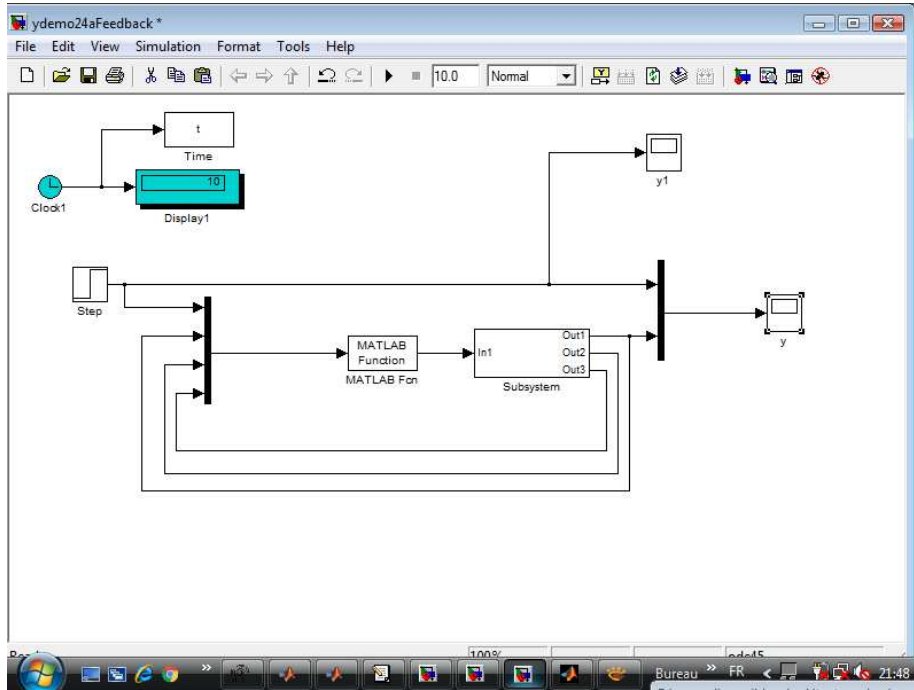 ydemo24aFeedback *
File Edit View Simulation Format Tools Help
10.0 Normal
t
Time
10
Clock1
Display1
y1
Step
MATLAB
Function
MATLAB Fcn
In1
Out1
Out2
Out3
Subsystem
y
100%
ode45
Bureau » FR < 21:48